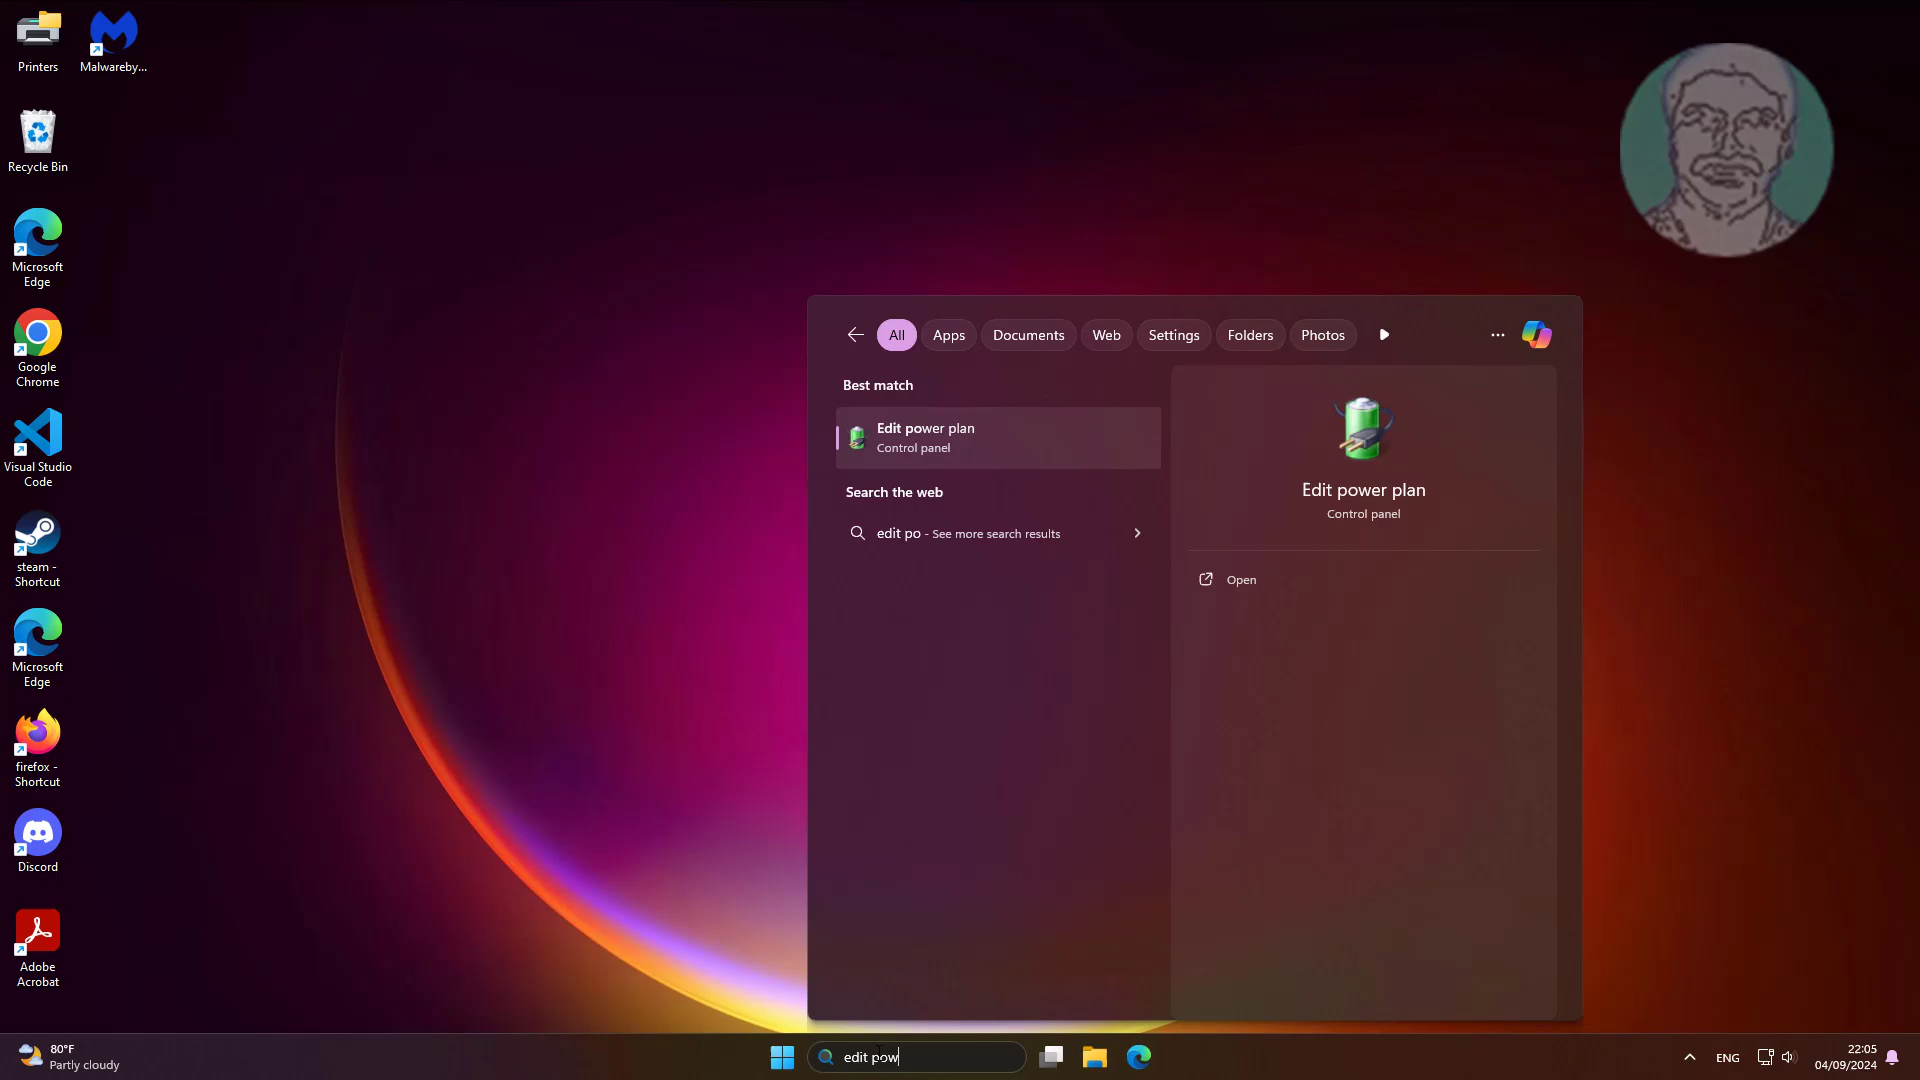 Printers
Malwareby...
Recycle Bin
Microsoft
Edge
Google
Chrome
Visual Studio
Code
steam -
Shortcut
Microsoft
Edge
firefox -
Shortcut
Discord
Adobe
Acrobat
All
Apps
Documents
Web
Settings
Folders
Photos
Best match
Edit power plan
Control panel
Search the web
edit po - See more search results
Edit power plan
Control panel
Open
80°F
Partly cloudy
edit pow
ENG
22:05
04/09/2024